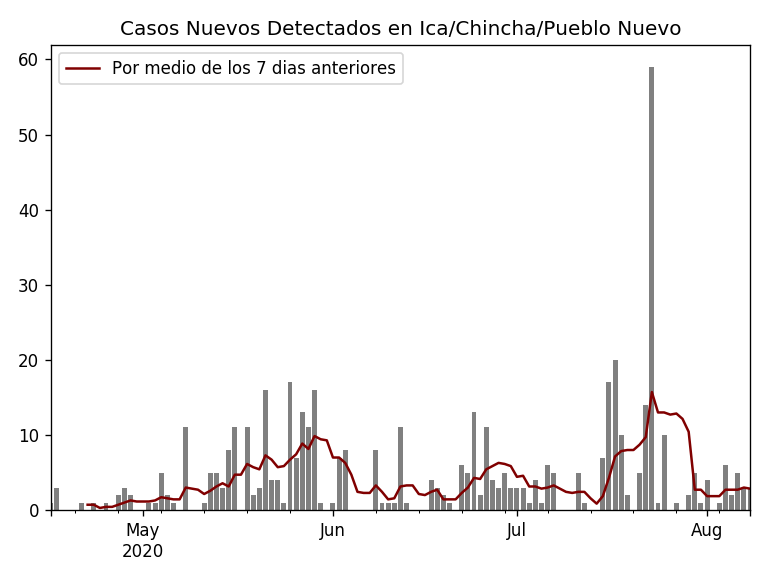 Casos Nuevos Detectados en Ica/Chincha/Pueblo Nuevo
Por medio de los 7 dias anteriores
60
50
40
30
20
10
0
May Jun Jul Aug
2020